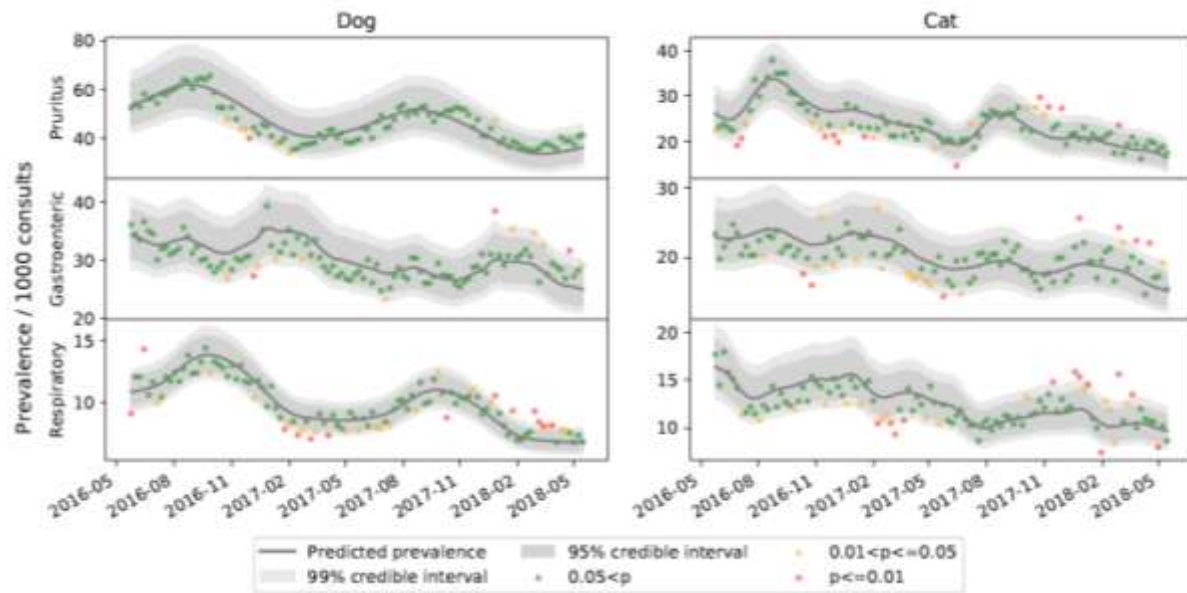 Dog
Cat
Prevalence / 1000 consults
Pruritus
80
60
40
40
30
20
Gastroenteric
40
30
20
30
20
Respiratory
15
10
20
15
10
2016-05
2016-08
2016-11
2017-02
2017-05
2017-08
2017-11
2018-02
2018-05
2016-05
2016-08
2016-11
2017-02
2017-05
2017-08
2017-11
2018-02
2018-05
Predicted prevalence
95% credible interval
0.01<p<=0.05
99% credible interval
0.05<p
p<=0.01